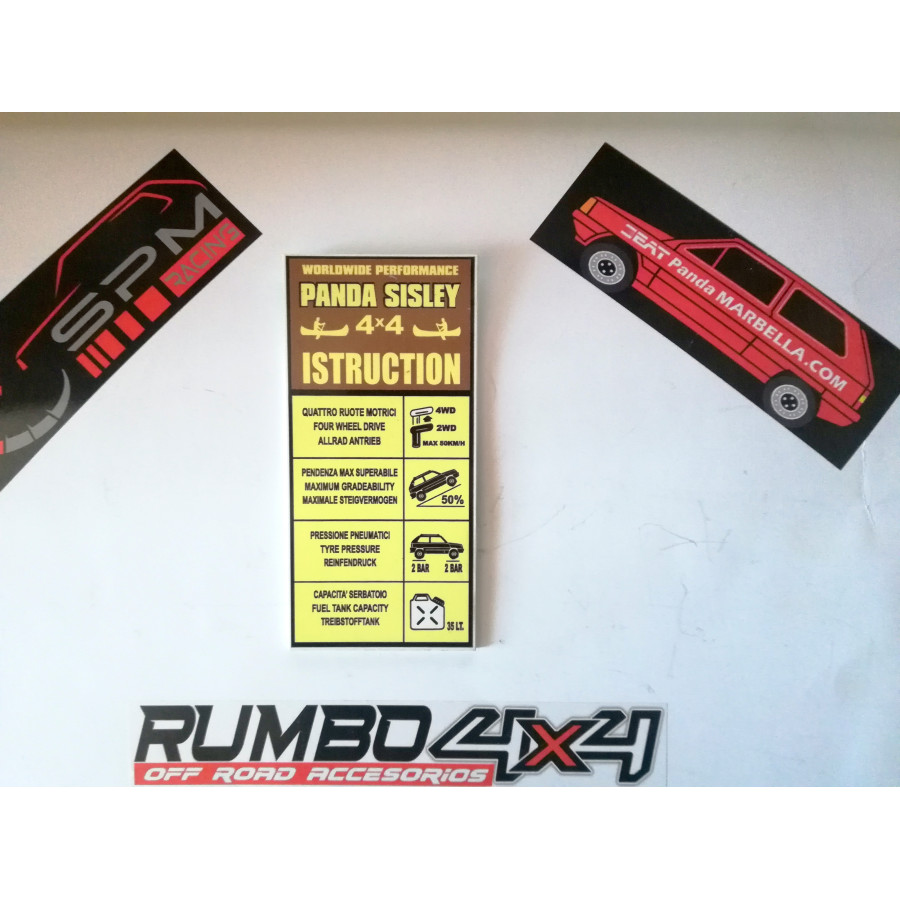 SPM
RACING
SEAT Panda MARBELLA.COM
WORLDWIDE PERFORMANCE
PANDA SISLEY
4x4
ISTRUCTION
QUATTRO RUOTE MOTRICI
FOUR WHEEL DRIVE
ALLRAD ANTRIEB
4WD
2WD
MAX 80KM/H
PENDENZA MAX SUPERABILE
MAXIMUM GRADEABILITY
MAXIMALE STEIGVERMOGEN
50%
PRESSIONE PNEUMATICI
TYRE PRESSURE
REINFENDRUCK
2 BAR 2 BAR
CAPACITA' SERBATOIO
FUEL TANK CAPACITY
TREIBSTOFFTANK
35 LT.
RUMBO 4x4
OFF ROAD ACCESORIOS